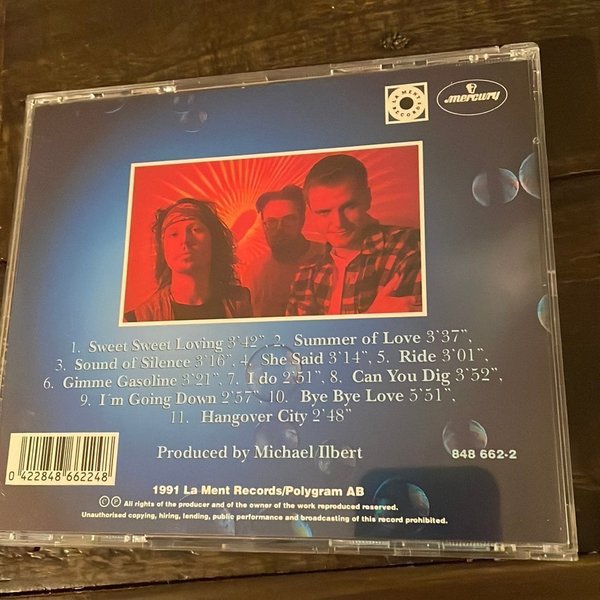 LA MENT RECORDS
mercury
1. Sweet Sweet Loving 3'42", 2. Summer of Love 3'37",
3. Sound of Silence 3'16", 4. She Said 3'14", 5. Ride 3'01",
6. Gimme Gasoline 3'21", 7. I do 2'51", 8. Can You Dig 3'52",
9. I´m Going Down 2'57", 10. Bye Bye Love 5'51",
11. Hangover City 2'48"
Produced by Michael Ilbert
848 662-2
0 422848 662248
1991 La Ment Records/Polygram AB
© ℗ All rights of the producer and of the owner of the work reproduced reserved.
Unauthorised copying, hiring, lending, public performance and broadcasting of this record prohibited.